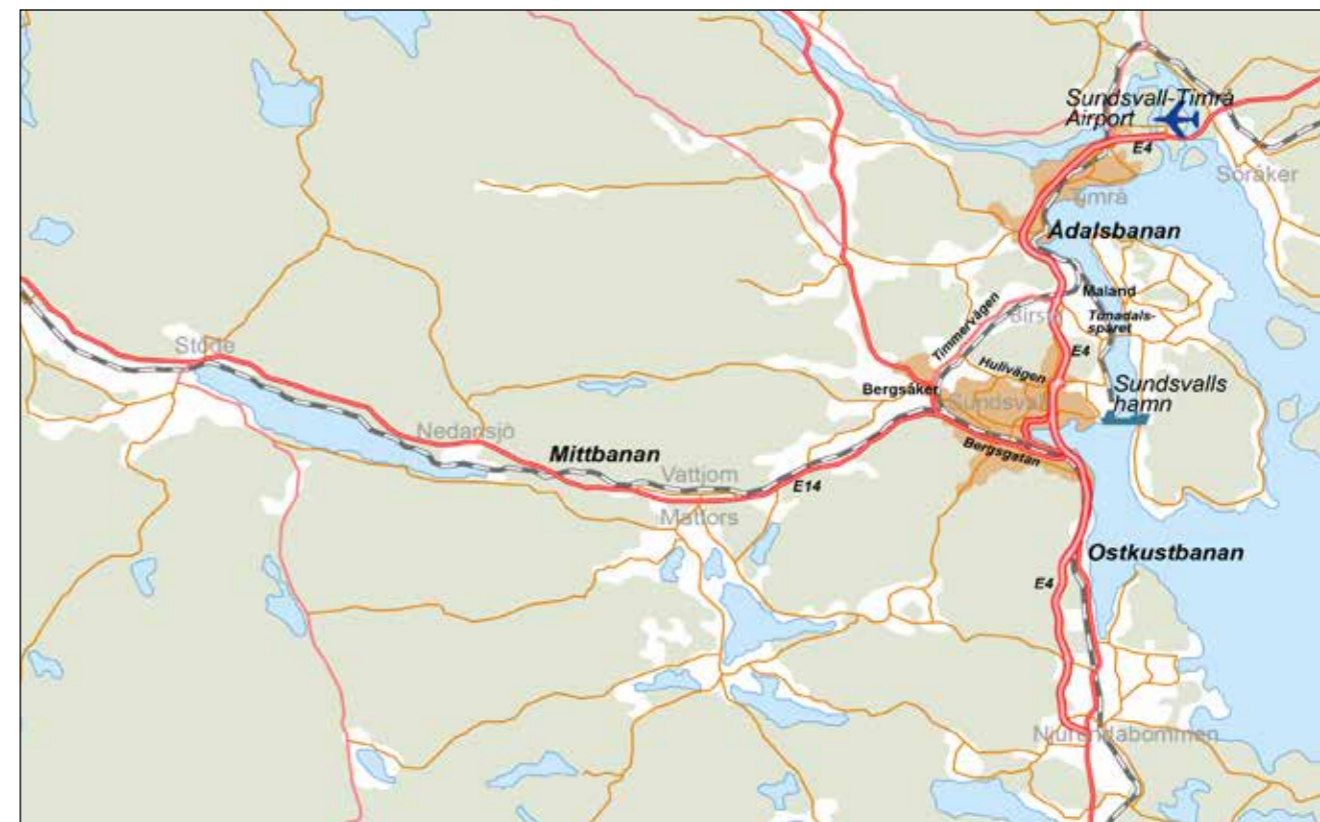 Sundsvall-Timrå
Airport
E4
Söråker
Timrå
Ådalsbanan
Maland
Timmervägen
Birsta
Tunadals-
spåret
Stöde
E4
Hulivägen
Bergsåker
Sundsvall
Sundsvalls
hamn
Nedansjö
Mittbanan
Bergsgatan
Vattjom
E14
Matfors
Ostkustbanan
E4
Njurundabommen